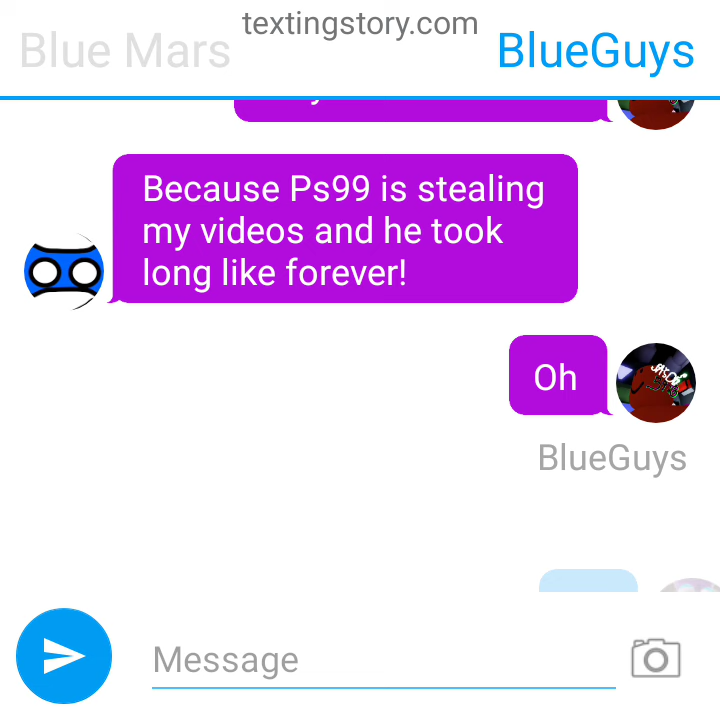 textingstory.com
Blue Mars
BlueGuys
Because Ps99 is stealing
my videos and he took
long like forever!
Oh
BlueGuys
Message